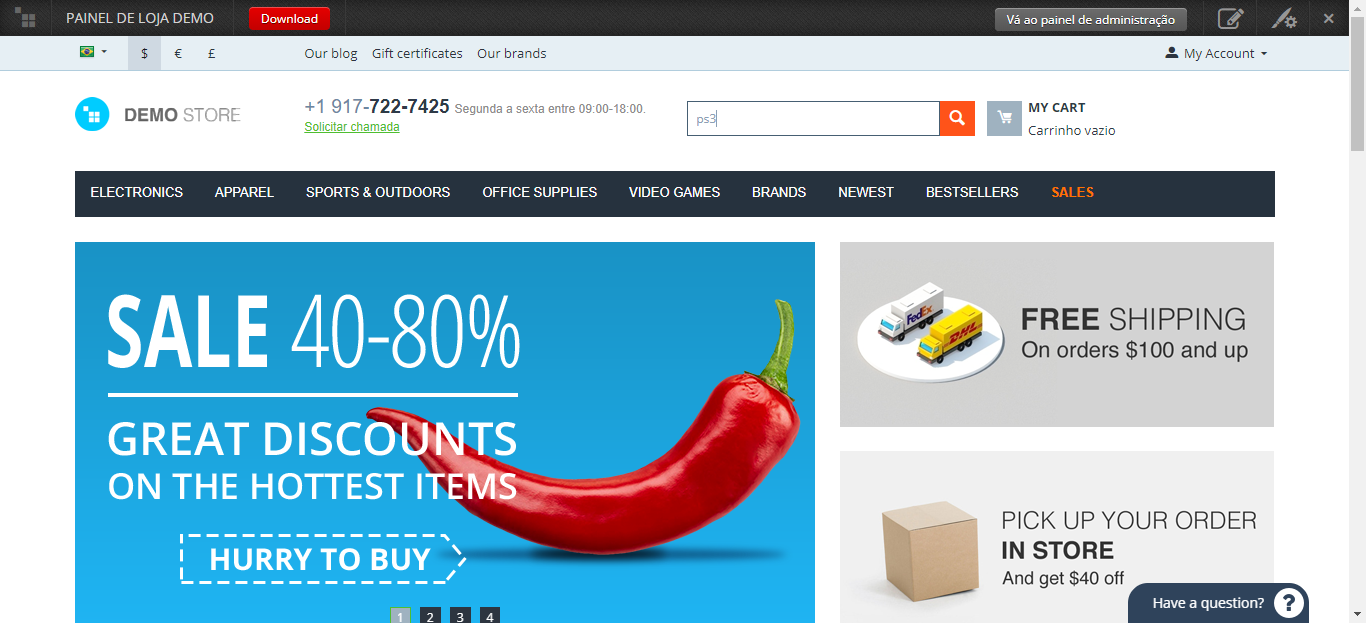 PAINEL DE LOJA DEMO
Download
Vá ao painel de administração
$ € £
Our blog Gift certificates Our brands
My Account
DEMO STORE
+1 917-722-7425 Segunda a sexta entre 09:00-18:00.
Solicitar chamada
ps3
MY CART
Carrinho vazio
ELECTRONICS APPAREL SPORTS & OUTDOORS OFFICE SUPPLIES VIDEO GAMES BRANDS NEWEST BESTSELLERS SALES
SALE 40-80%
GREAT DISCOUNTS
ON THE HOTTEST ITEMS
HURRY TO BUY
1 2 3 4
FedEx
DHL
FREE SHIPPING
On orders $100 and up
PICK UP YOUR ORDER
IN STORE
And get $40 off
Have a question? ?